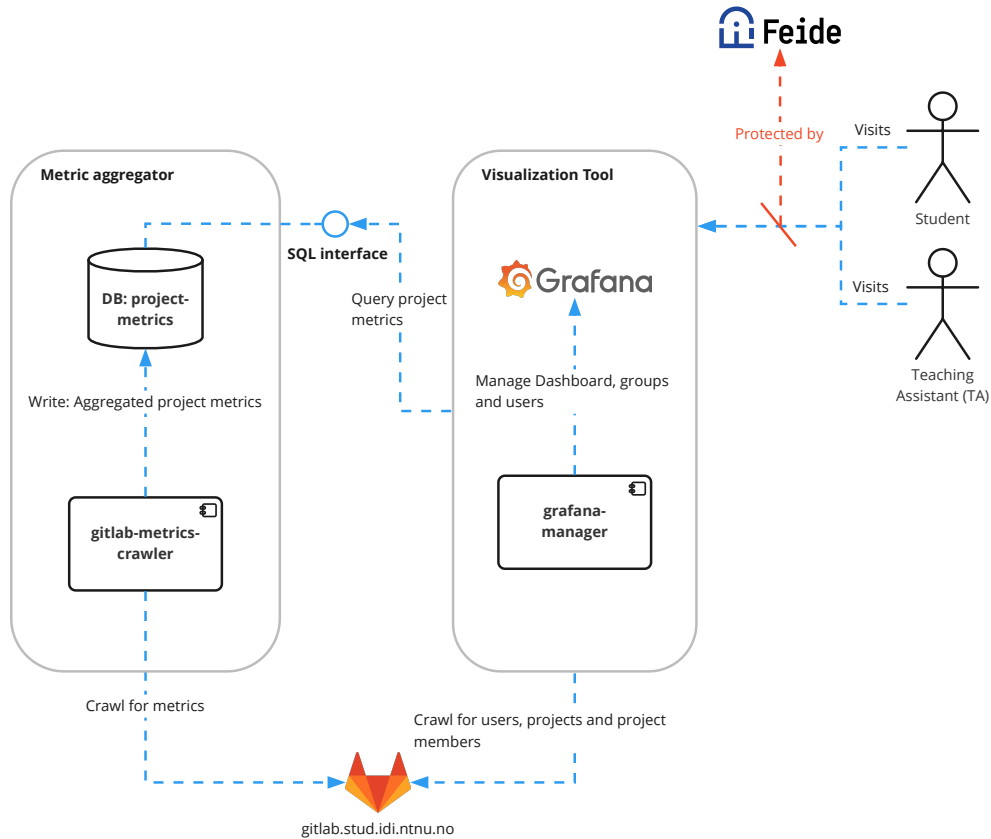 Feide
Protected by
Visits
Student
Metric aggregator
Visualization Tool
SQL interface
DB: project-
metrics
Grafana
Query project
metrics
Visits
Teaching
Assistant (TA)
Manage Dashboard, groups
and users
Write: Aggregated project metrics
gitlab-metrics-
crawler
grafana-
manager
Crawl for metrics
Crawl for users, projects and project
members
gitlab.stud.idi.ntnu.no